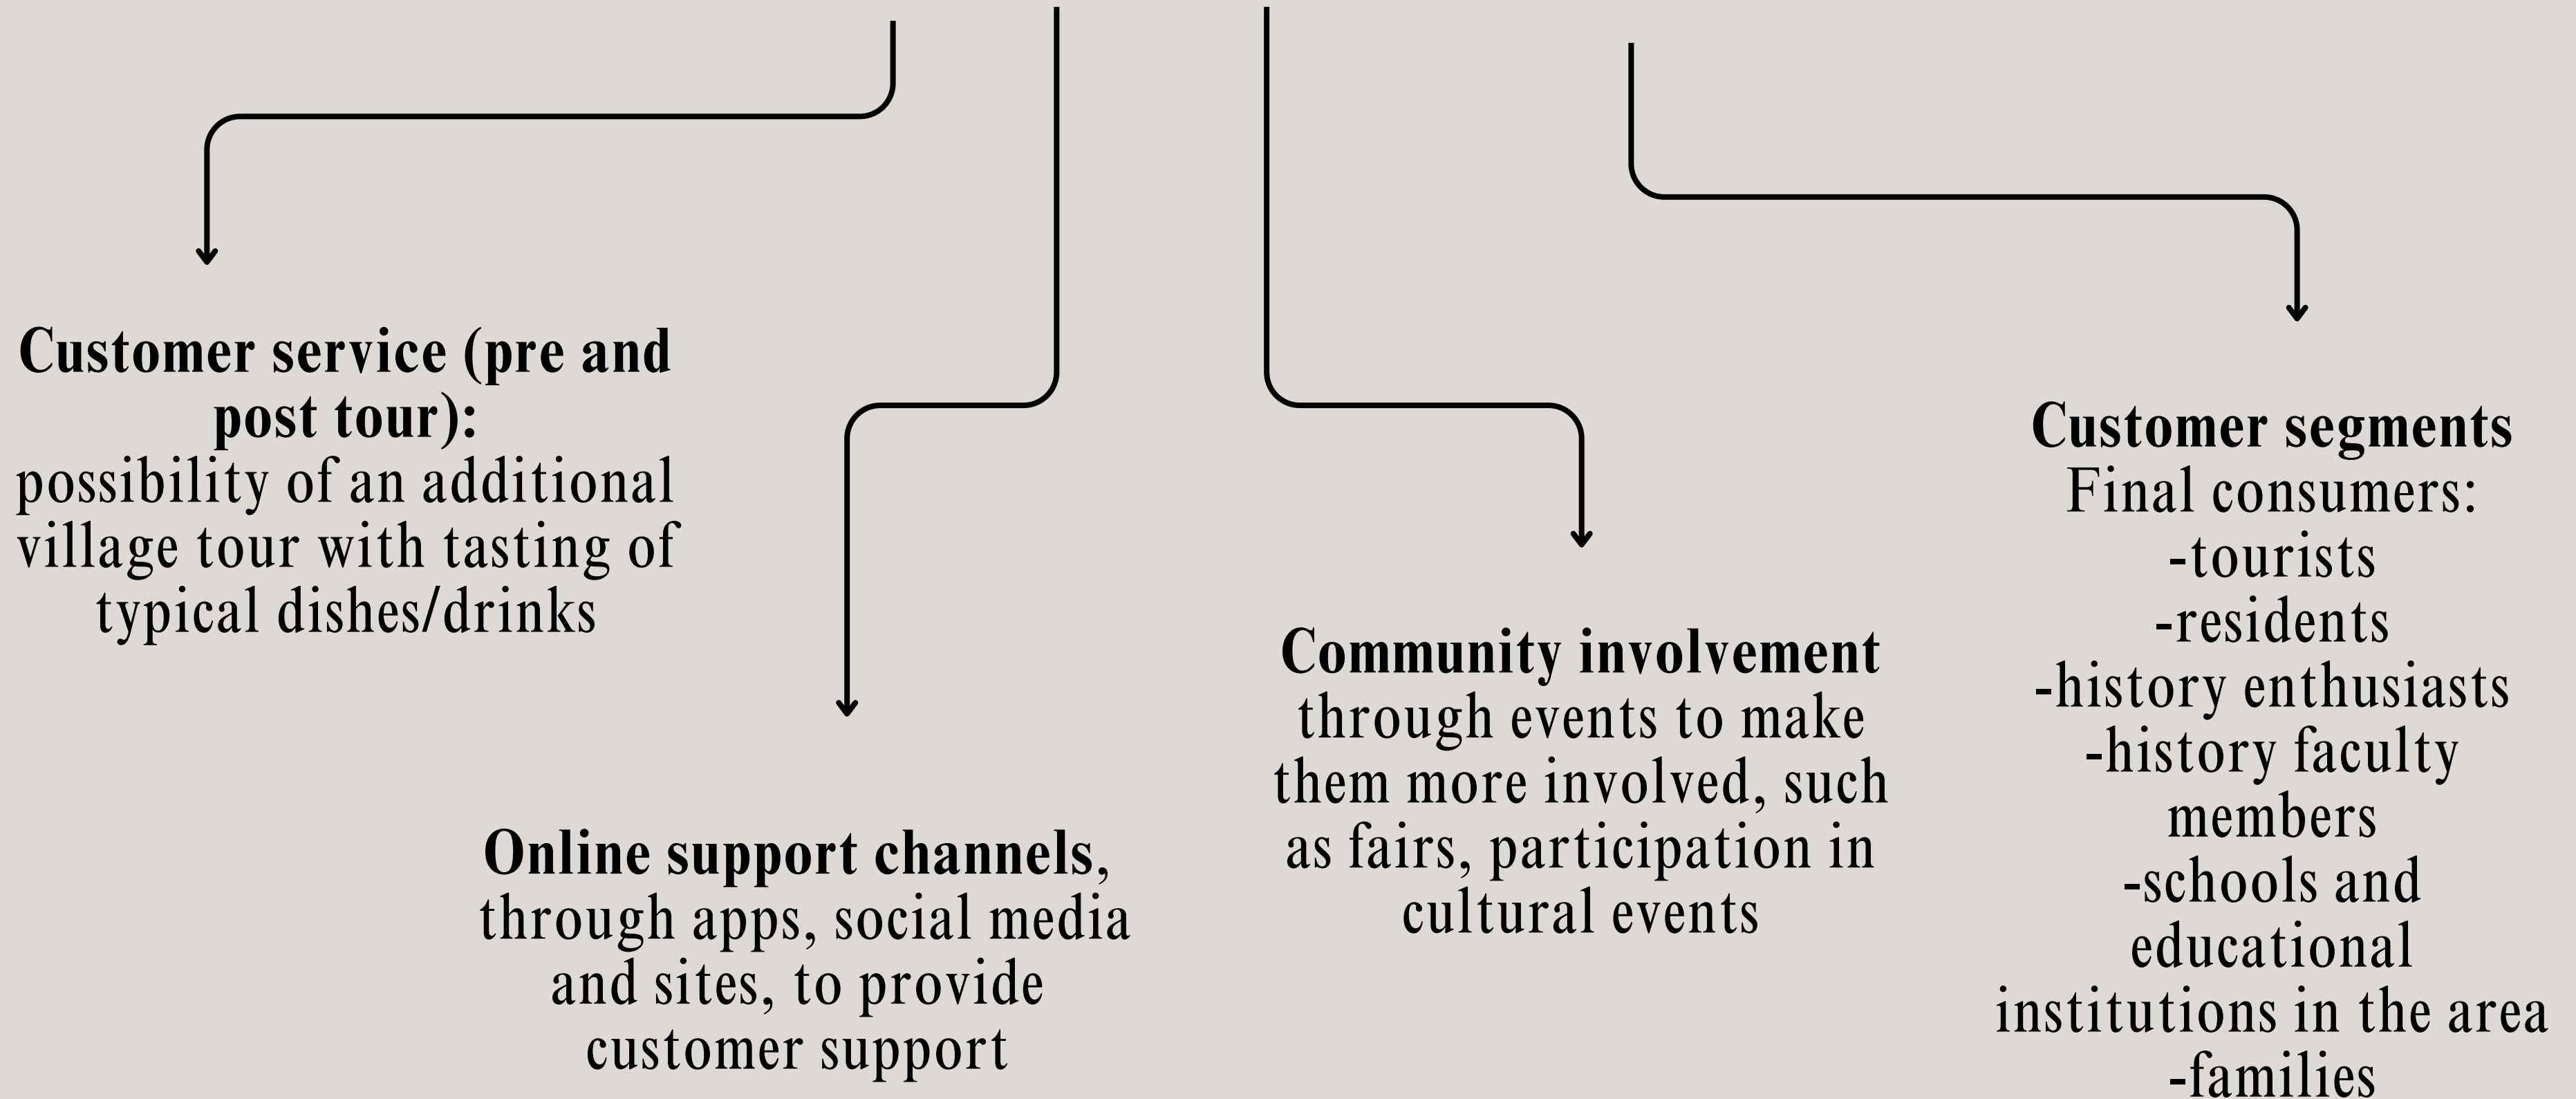 Customer service (pre and
post tour):
possibility of an additional
village tour with tasting of
typical dishes/drinks
Online support channels,
through apps, social media
and sites, to provide
customer support
Community involvement
through events to make
them more involved, such
as fairs, participation in
cultural events
Customer segments
Final consumers:
-tourists
-residents
-history enthusiasts
-history faculty
members
-schools and
educational
institutions in the area
-families